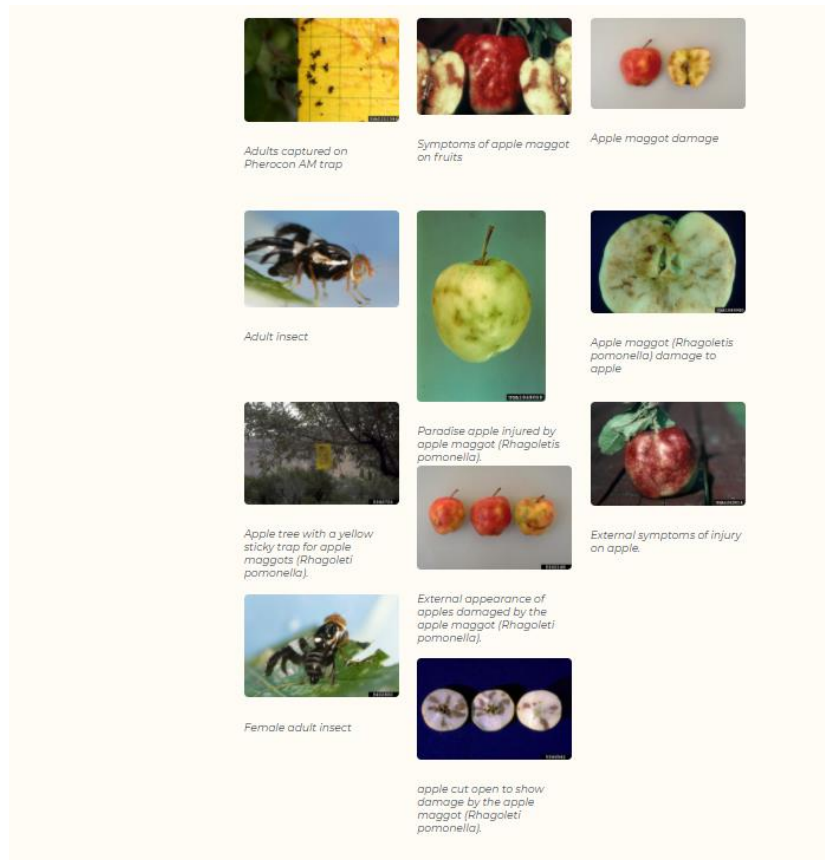 Adults captured on
Pherocon AM trap
Symptoms of apple maggot
on fruits
Apple maggot damage
Adult insect
Paradise apple injured by
apple maggot (Rhagoletis
pomonella).
Apple maggot (Rhagoletis
pomonella) damage to
apple
Apple tree with a yellow
sticky trap for apple
maggots (Rhagoleti
pomonella).
External appearance of
apples damaged by the
apple maggot (Rhagoleti
pomonella).
External symptoms of injury
on apple.
Female adult insect
apple cut open to show
damage by the apple
maggot (Rhagoleti
pomonella).